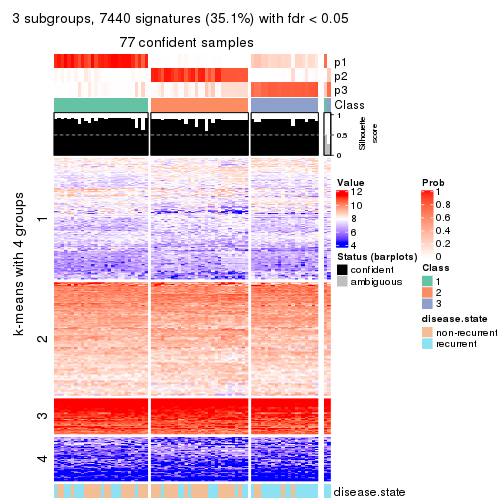 3 subgroups, 7440 signatures (35.1%) with fdr < 0.05
77 confident samples
p1
p2
p3
Class
1
0.5
0
Silhouette
score
k-means with 4 groups
1
2
3
4
disease.state
Value
12
10
8
6
4
Status (barplots)
confident
ambiguous
Prob
1
0.8
0.6
0.4
0.2
0
Class
1
2
3
disease.state
non-recurrent
recurrent